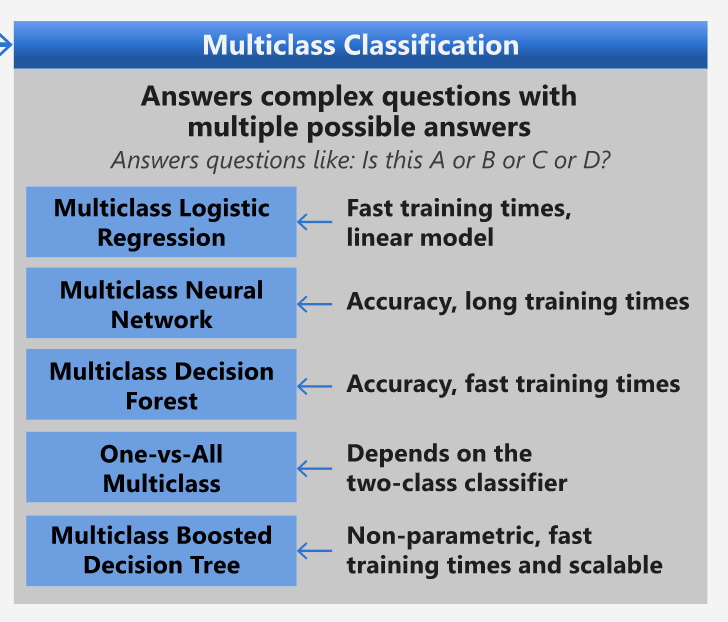 Multiclass Classification
Answers complex questions with
multiple possible answers
Answers questions like: Is this A or B or C or D?
Multiclass Logistic
Regression
Fast training times,
linear model
Multiclass Neural
Network
Accuracy, long training times
Multiclass Decision
Forest
Accuracy, fast training times
One-vs-All
Multiclass
Depends on the
two-class classifier
Multiclass Boosted
Decision Tree
Non-parametric, fast
training times and scalable